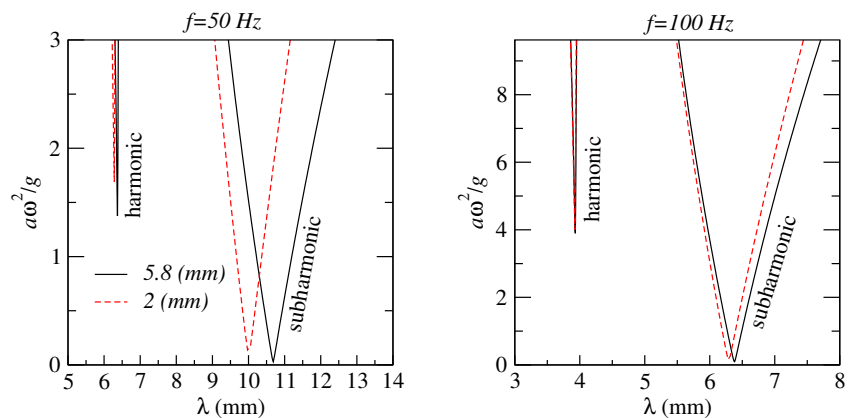 f=50 Hz
3
2
1
0
aω²/g
harmonic
subharmonic
5.8 (mm)
2 (mm)
5 6 7 8 9 10 11 12 13 14
λ (mm)
f=100 Hz
8
6
4
2
0
aω²/g
harmonic
subharmonic
3 4 5 6 7 8
λ (mm)